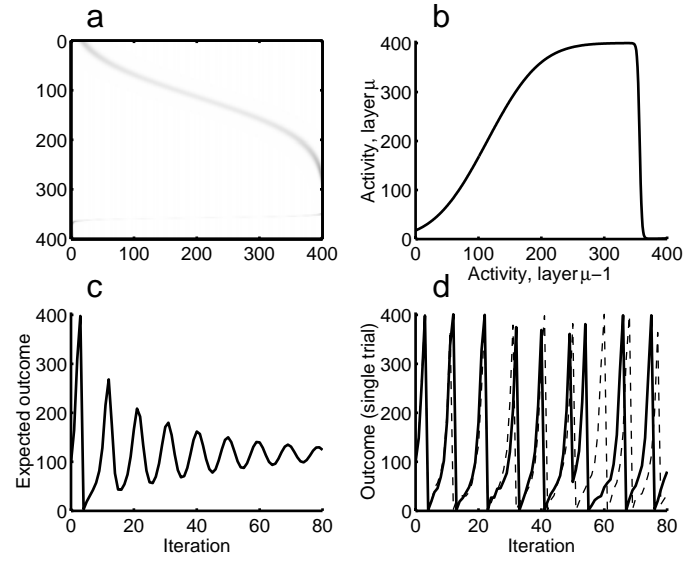 a
0
100
200
300
400
0 100 200 300 400
b
Activity, layer μ
400
300
200
100
0
0 100 200 300 400
Activity, layer μ−1
c
Expected outcome
400
300
200
100
0
0 20 40 60 80
Iteration
d
Outcome (single trial)
400
300
200
100
0
0 20 40 60 80
Iteration